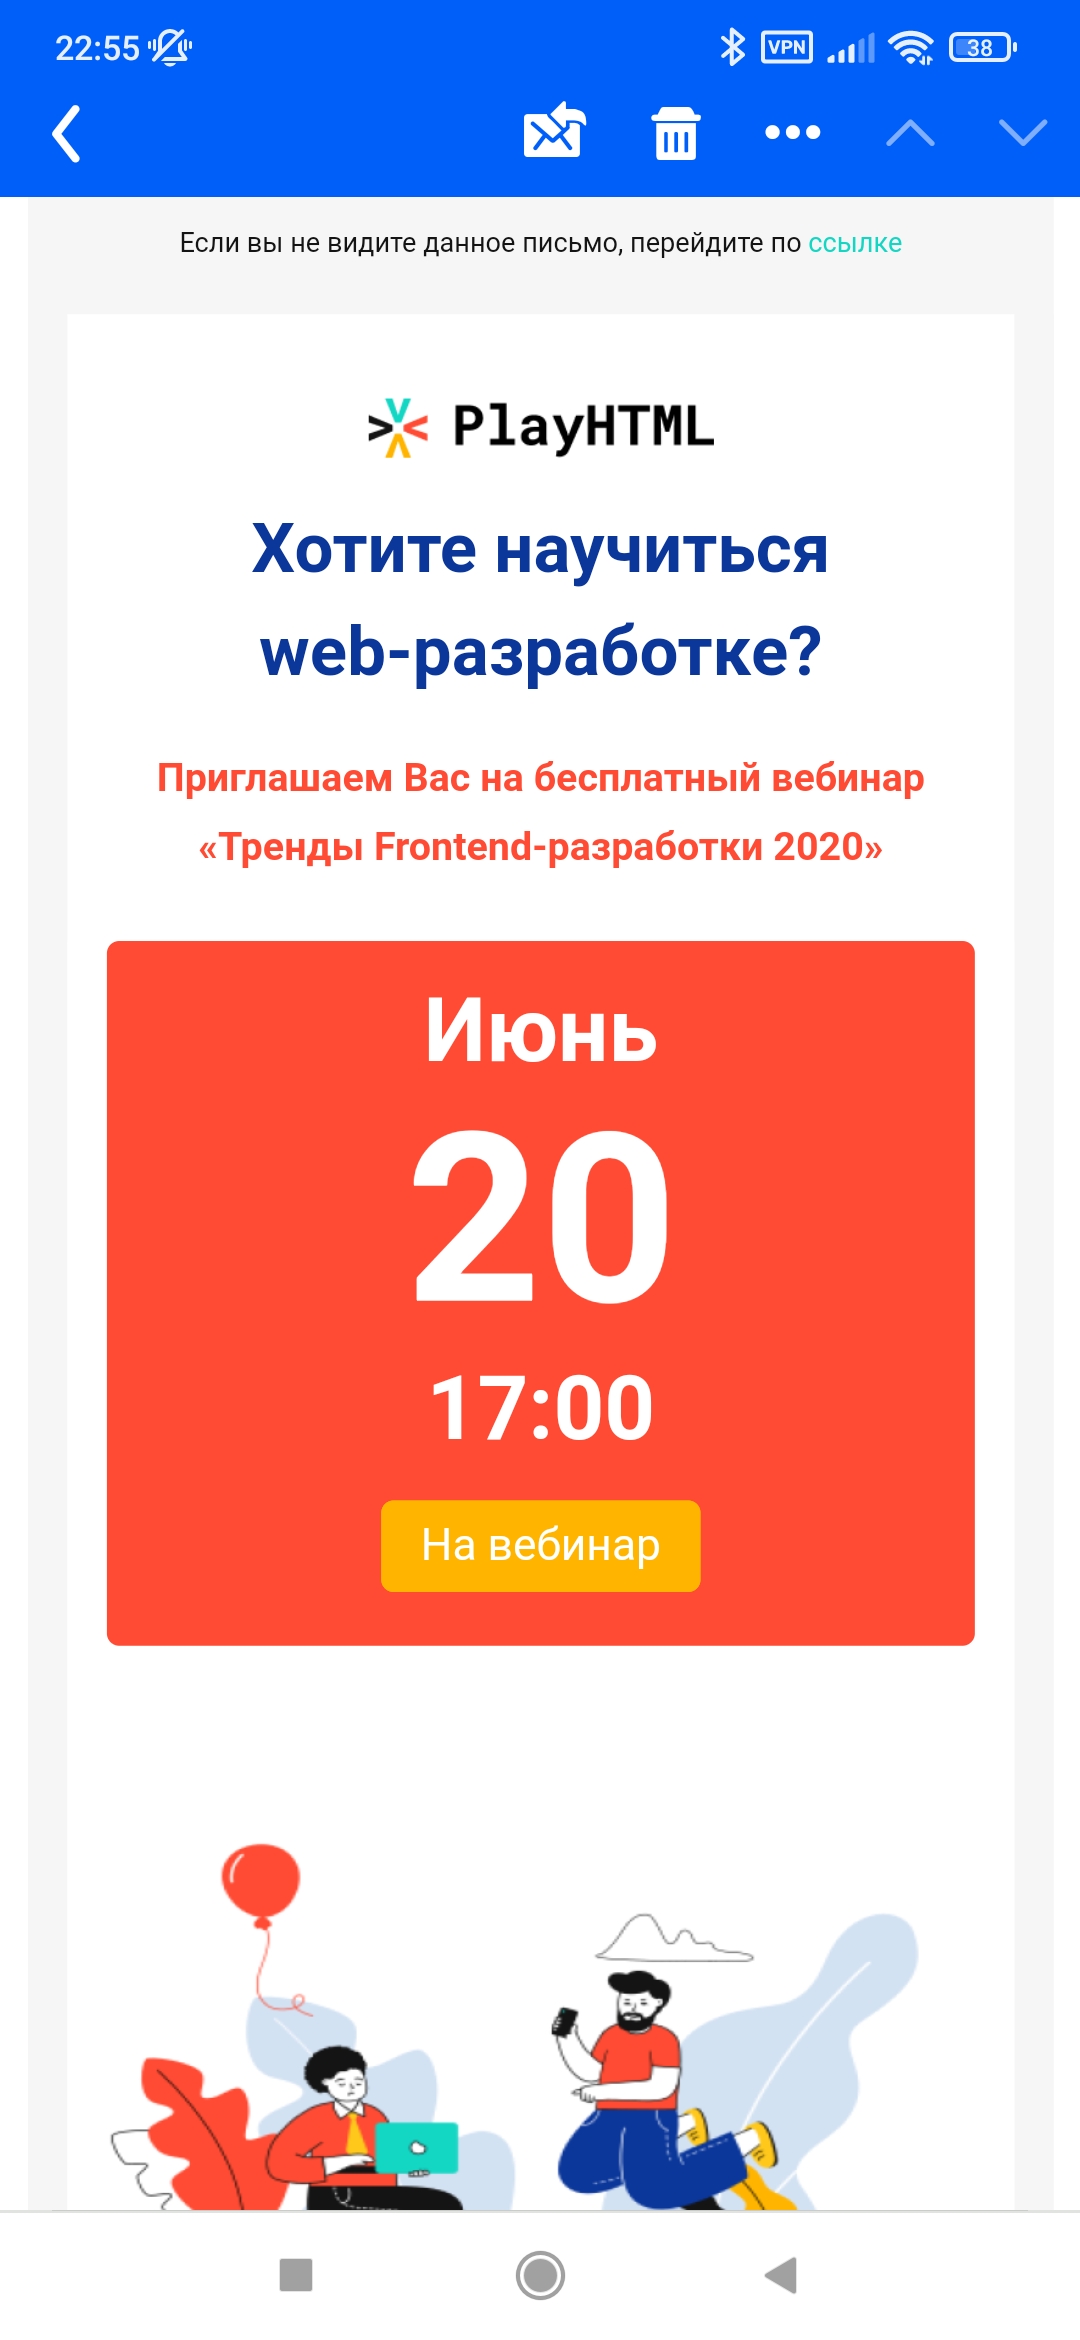 22:55
VPN
38
Если вы не видите данное письмо, перейдите по ссылке
PlayHTML
Хотите научиться
web-разработке?
Приглашаем Вас на бесплатный вебинар
«Тренды Frontend-разработки 2020»
Июнь
20
17:00
На вебинар